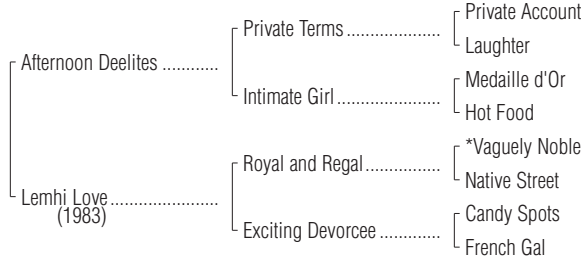 Private Account
Private Terms ....................
Laughter
Afternoon Deelites ............
Medaille d'Or
Intimate Girl ......................
Hot Food
*Vaguely Noble
Royal and Regal ................
Native Street
Lemhi Love .......................
(1983)
Candy Spots
Exciting Devorcee .............
French Gal